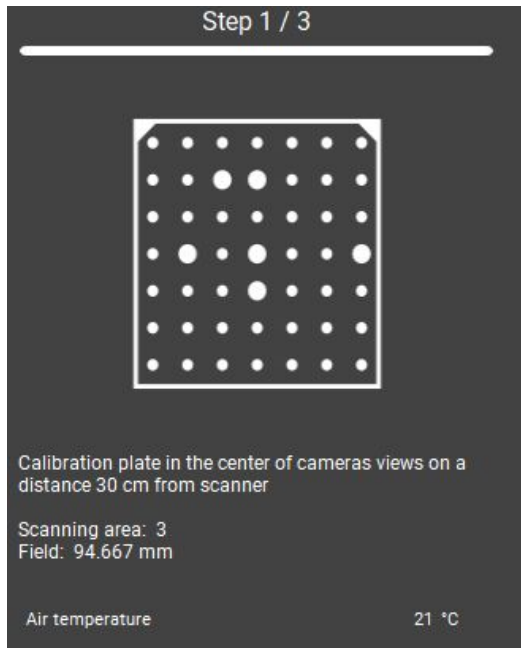 Step 1 / 3
Calibration plate in the center of cameras views on a
distance 30 cm from scanner
Scanning area: 3
Field: 94.667 mm
Air temperature 21 °C